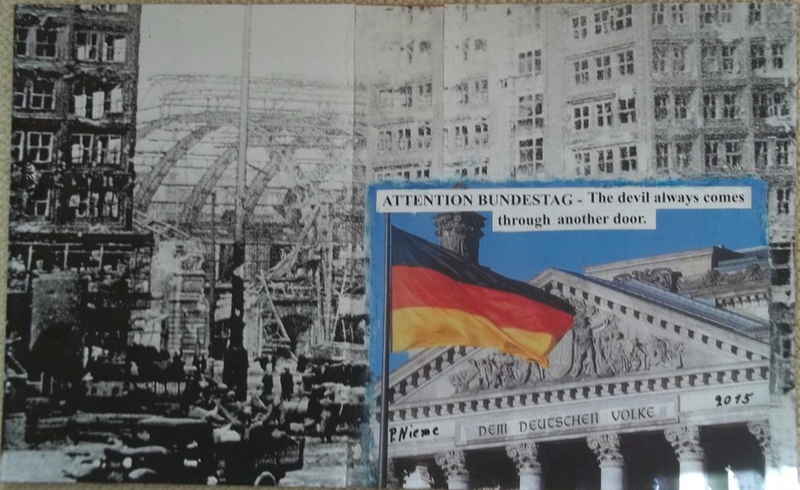 ATTENTION BUNDESTAG - The devil always comes
through another door.
P.Nieme
2015
DEM DEUTSCHEN VOLKE